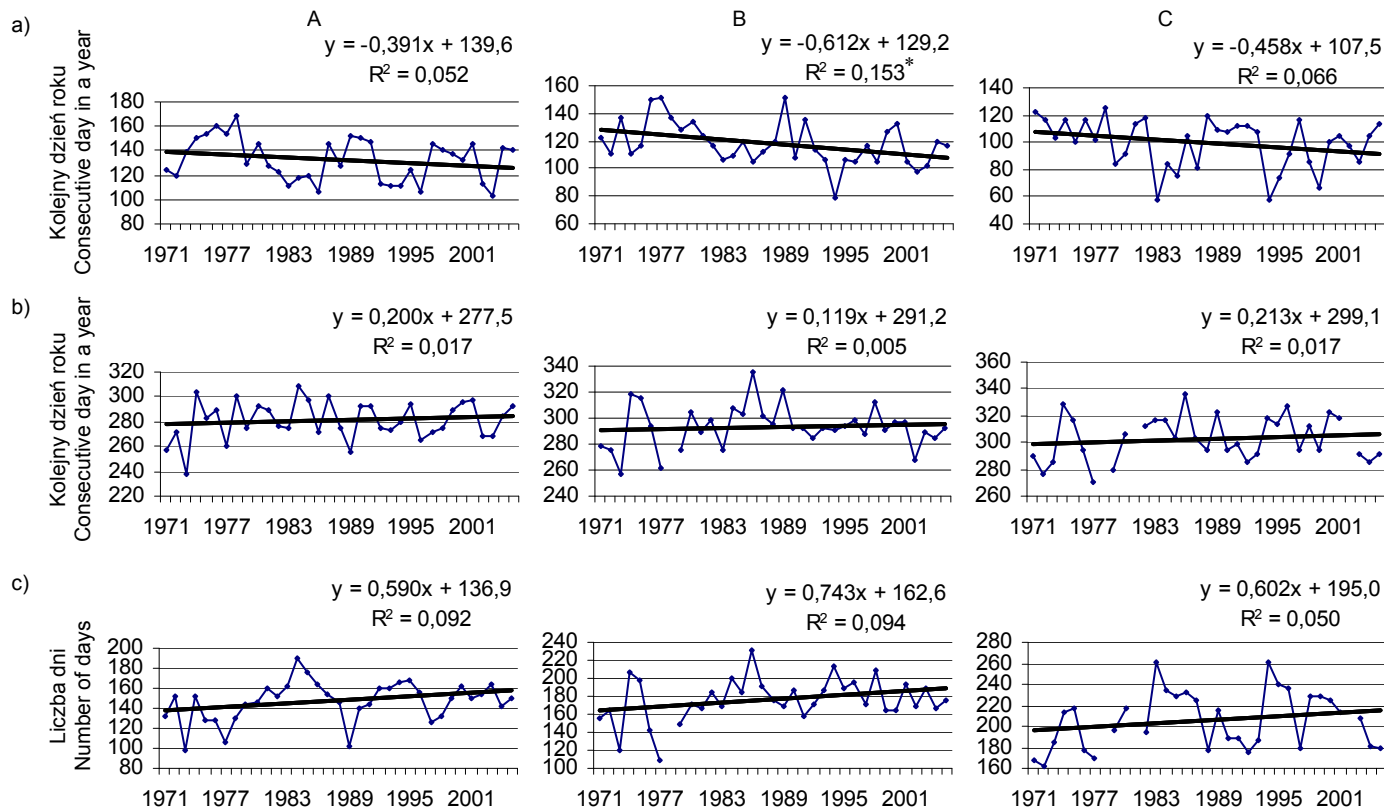 A
B
C
a)
Kolejny dzień roku
Consecutive day in a year
y = -0,391x + 139,6
R² = 0,052
180
160
140
120
100
80
1971 1977 1983 1989 1995 2001
y = -0,612x + 129,2
R² = 0,153*
160
140
120
100
80
60
1971 1977 1983 1989 1995 2001
y = -0,458x + 107,5
R² = 0,066
140
120
100
80
60
40
1971 1977 1983 1989 1995 2001
b)
Kolejny dzień roku
Consecutive day in a year
y = 0,200x + 277,5
R² = 0,017
320
300
280
260
240
220
1971 1977 1983 1989 1995 2001
y = 0,119x + 291,2
R² = 0,005
340
320
300
280
260
240
1971 1977 1983 1989 1995 2001
y = 0,213x + 299,1
R² = 0,017
360
340
320
300
280
260
1971 1977 1983 1989 1995 2001
c)
Liczba dni
Number of days
y = 0,590x + 136,9
R² = 0,092
200
180
160
140
120
100
80
1971 1977 1983 1989 1995 2001
y = 0,743x + 162,6
R² = 0,094
240
220
200
180
160
140
120
100
1971 1977 1983 1989 1995 2001
y = 0,602x + 195,0
R² = 0,050
280
260
240
220
200
180
160
1971 1977 1983 1989 1995 2001